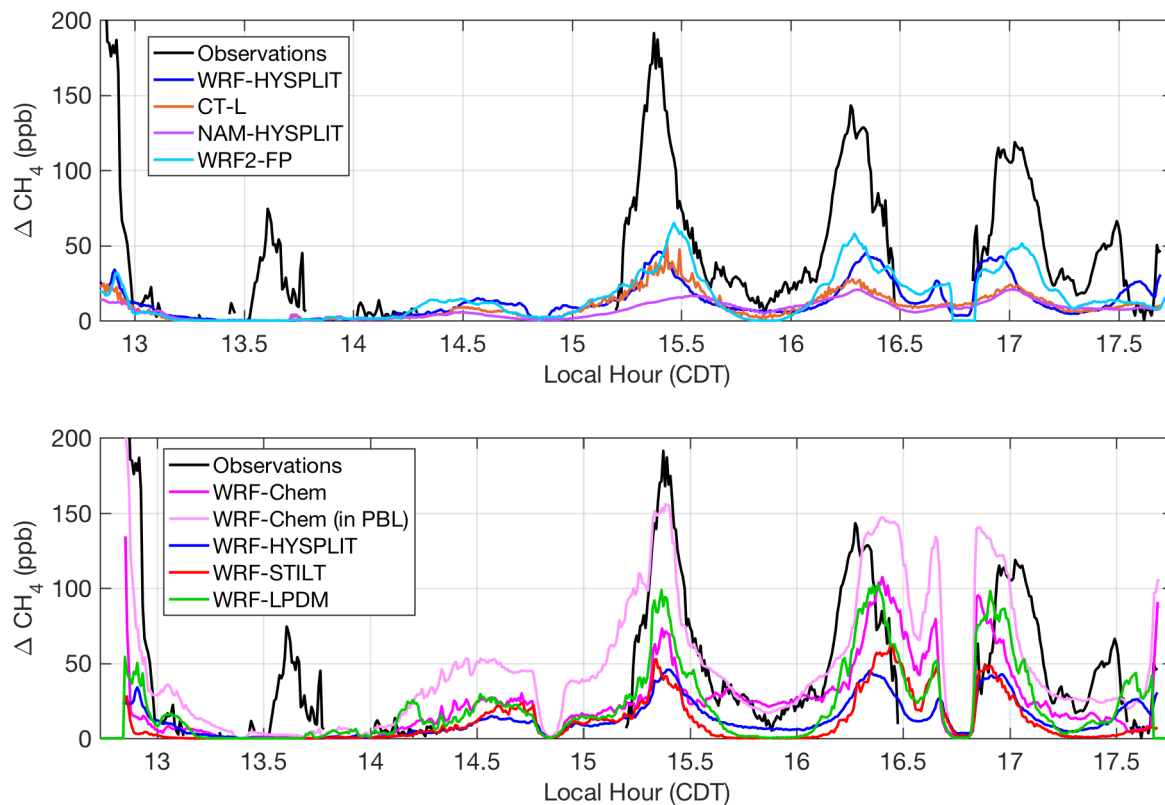 200
150
100
50
0
Δ CH4 (ppb)
Observations
WRF-HYSPLIT
CT-L
NAM-HYSPLIT
WRF2-FP
13 13.5 14 14.5 15 15.5 16 16.5 17 17.5
Local Hour (CDT)
200
150
100
50
0
Δ CH4 (ppb)
Observations
WRF-Chem
WRF-Chem (in PBL)
WRF-HYSPLIT
WRF-STILT
WRF-LPDM
13 13.5 14 14.5 15 15.5 16 16.5 17 17.5
Local Hour (CDT)